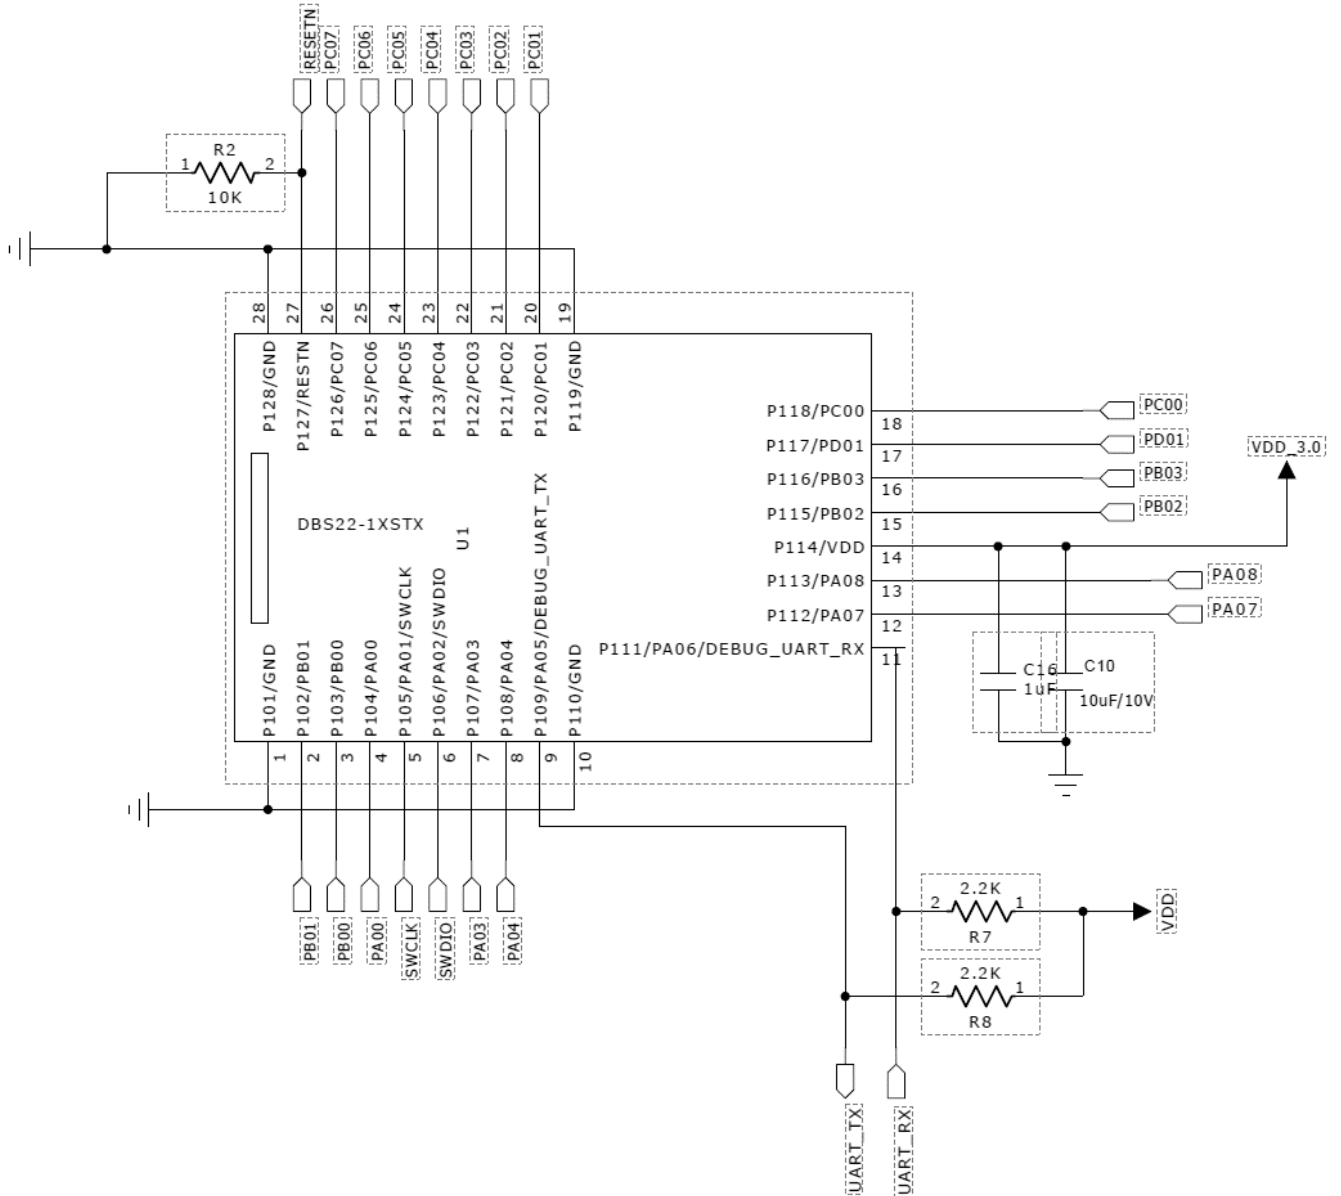 RESETN
PC07
PC06
PC05
PC04
PC03
PC02
PC01
R2
1 2
10K
28 27 26 25 24 23 22 21 20 19
P128/GND
P127/RESTN
P126/PC07
P125/PC06
P124/PC05
P123/PC04
P122/PC03
P121/PC02
P120/PC01
P119/GND
P118/PC00 18 PC00
P117/PD01 17 PD01
P116/PB03 16 PB03
P115/PB02 15 PB02
P114/VDD 14 VDD_3.0
P113/PA08 13 PA08
P112/PA07 12 PA07
P111/PA06/DEBUG_UART_RX 11
DBS22-1XSTX
U1
C16
1uF
C10
10uF/10V
P101/GND
P102/PB01
P103/PB00
P104/PA00
P105/PA01/SWCLK
P106/PA02/SWDIO
P107/PA03
P108/PA04
P109/PA05/DEBUG_UART_TX
P110/GND
1 2 3 4 5 6 7 8 9 10
PB01
PB00
PA00
SWCLK
SWDIO
PA03
PA04
2.2K
2 1
R7
VDD
2.2K
2 1
R8
UART_TX
UART_RX